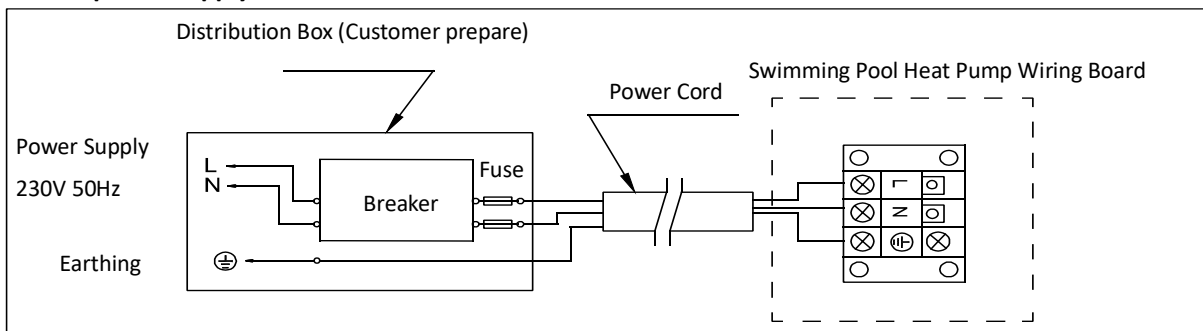 Distribution Box (Customer prepare)
Swimming Pool Heat Pump Wiring Board
Power Cord
Power Supply
230V 50Hz
L
N
Fuse
Breaker
Earthing
L
N